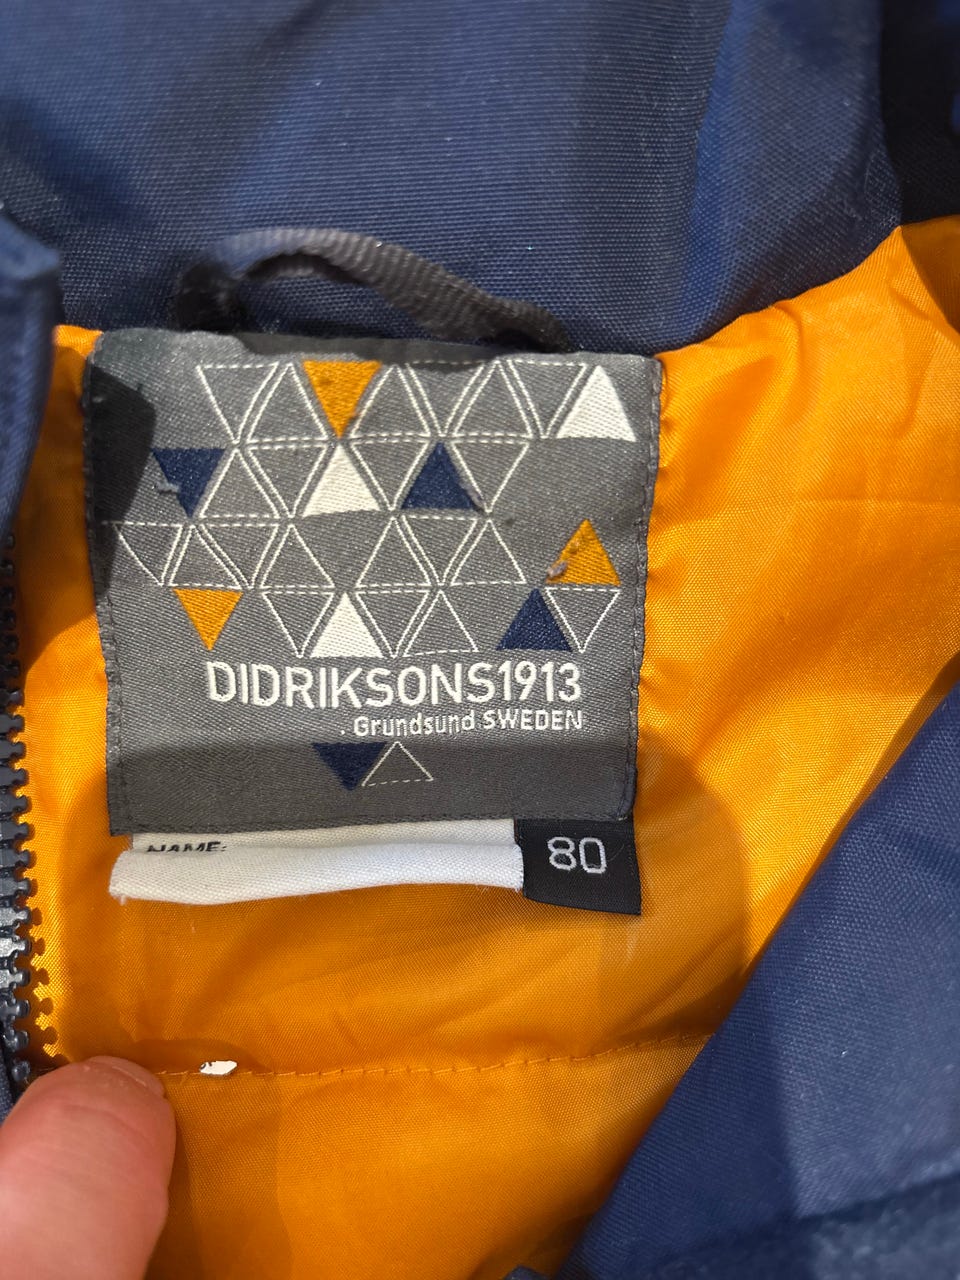 DIDRIKSONS1913
Grundsund SWEDEN
NAME:
80